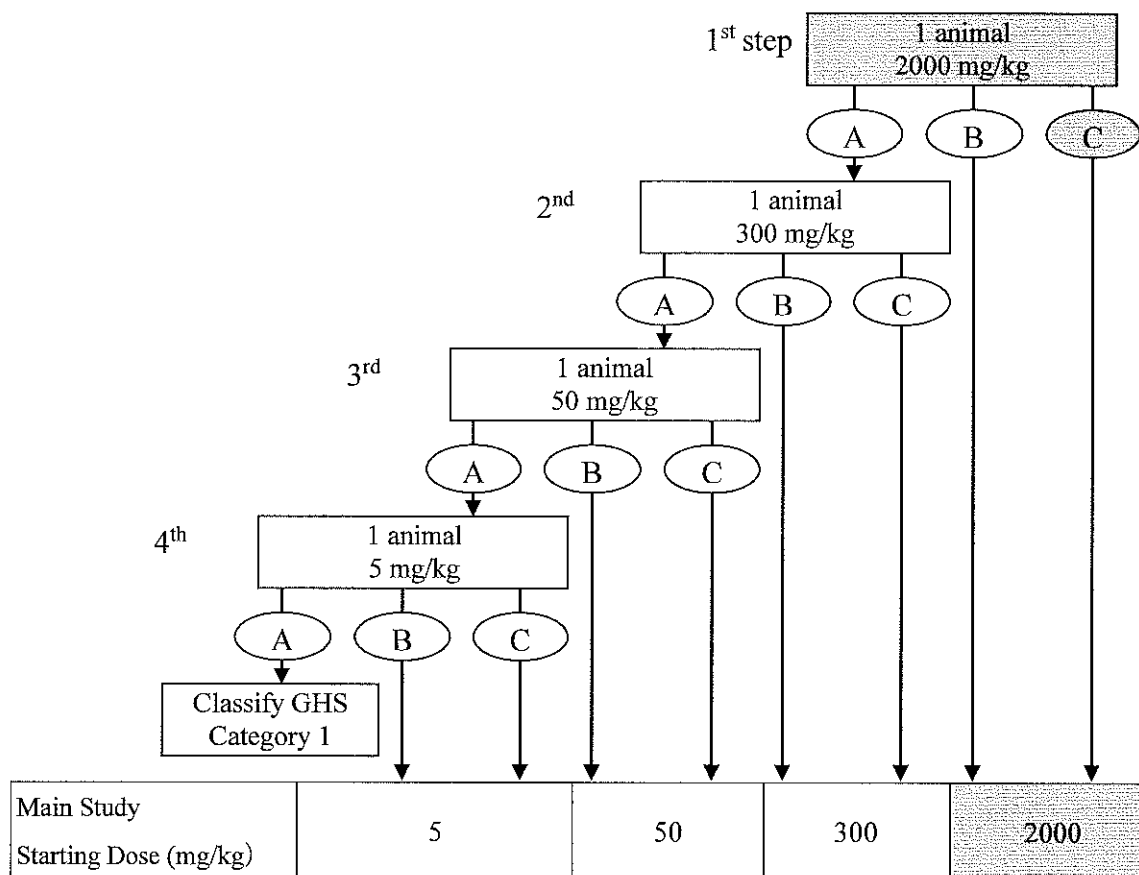 1st step
1 animal
2000 mg/kg
A
B
C
2nd
1 animal
300 mg/kg
A
B
C
3rd
1 animal
50 mg/kg
A
B
C
4th
1 animal
5 mg/kg
A
B
C
Classify GHS
Category 1
Main Study
Starting Dose (mg/kg)
5
50
300
2000